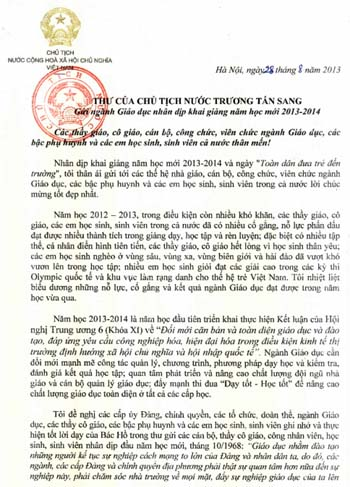 CHỦ TỊCH
NƯỚC CỘNG HOÀ XÃ HỘI CHỦ NGHĨA
VIỆT NAM
Hà Nội, ngày 28 tháng 8 năm 2013
THƯ CỦA CHỦ TỊCH NƯỚC TRƯƠNG TẤN SANG
Gửi ngành Giáo dục nhân dịp khai giảng năm học mới 2013-2014
Các thầy giáo, cô giáo, cán bộ, công chức, viên chức ngành Giáo dục, các
bậc phụ huynh và các em học sinh, sinh viên cả nước thân mến!
Nhân dịp khai giảng năm học mới 2013-2014 và ngày "Toàn dân đưa trẻ đến
trường", tôi thân ái gửi tới các thế hệ nhà giáo, cán bộ, công chức, viên chức ngành
Giáo dục, các bậc phụ huynh và các em học sinh, sinh viên trong cả nước lời chúc
mừng tốt đẹp nhất.
Năm học 2012 – 2013, trong điều kiện còn nhiều khó khăn, các thầy giáo, cô
giáo, các em học sinh, sinh viên trong cả nước đã có nhiều cố gắng, nỗ lực phấn đấu
đạt được nhiều thành tích trong giảng dạy, học tập và rèn luyện; đặc biệt có nhiều tập
thể, cá nhân điển hình tiên tiến, các thầy giáo, cô giáo hết lòng vì học sinh thân yêu;
các em học sinh nghèo ở vùng sâu, vùng xa, vùng biên giới và hải đảo đã vượt khó
vươn lên trong học tập; nhiều em học sinh giỏi đạt các giải cao trong các kỳ thi
Olympic quốc tế và khu vực làm rạng danh cho thế hệ trẻ Việt Nam. Tôi nhiệt liệt
biểu dương những nỗ lực, cố gắng và kết quả ngành Giáo dục đạt được trong năm
học vừa qua.
Năm học 2013-2014 là năm học đầu tiên triển khai thực hiện Kết luận của Hội
nghị Trung ương 6 (Khóa XI) về "Đổi mới căn bản và toàn diện giáo dục và đào
tạo, đáp ứng yêu cầu công nghiệp hóa, hiện đại hóa trong điều kiện kinh tế thị
trường định hướng xã hội chủ nghĩa và hội nhập quốc tế". Ngành Giáo dục cần
đổi mới mạnh mẽ công tác quản lý, chương trình, phương pháp dạy học và kiểm tra,
đánh giá kết quả học tập; quan tâm phát triển và nâng cao chất lượng đội ngũ nhà
giáo và cán bộ quản lý giáo dục; đẩy mạnh thi đua "Dạy tốt - Học tốt" để nâng cao
chất lượng giáo dục toàn diện ở tất cả các cấp học.
Tôi đề nghị các cấp ủy Đảng, chính quyền, các tổ chức, đoàn thể, ngành Giáo
dục, các thầy giáo, cô giáo, các bậc phụ huynh và các em học sinh, sinh viên ghi nhớ và thực
hiện tốt lời dạy của Bác Hồ trong thư gửi các cán bộ, thầy giáo, cô giáo, công nhân viên, học
sinh, sinh viên nhân dịp đầu năm học mới, tháng 10/1968: "Giáo dục nhằm đào tạo
những người kế tục sự nghiệp cách mạng to lớn của Đảng và nhân dân ta, do đó, các
ngành, các cấp Đảng và chính quyền địa phương phải thật sự quan tâm hơn nữa đến sự
nghiệp này, phải chăm sóc nhà trường về mọi mặt, đẩy sự nghiệp giáo dục của ta lên